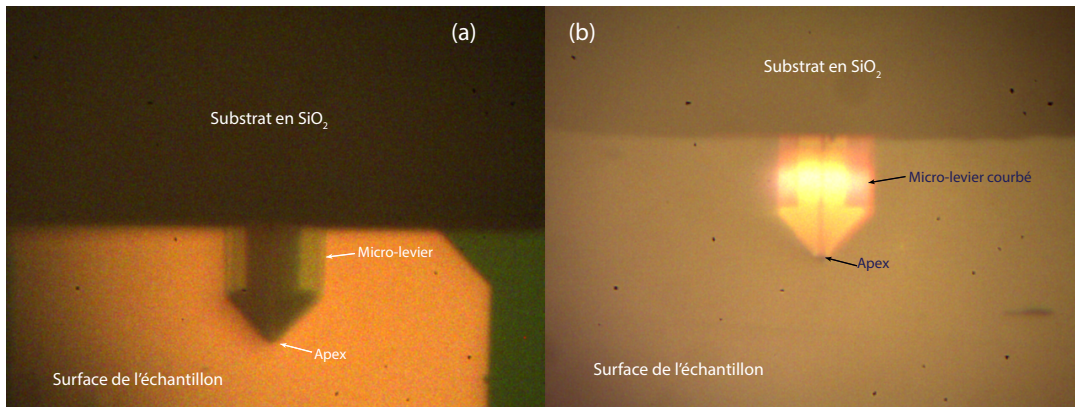 (a)
Substrat en SiO₂
Micro-levier
Apex
Surface de l'échantillon
(b)
Substrat en SiO₂
Micro-levier courbé
Apex
Surface de l'échantillon